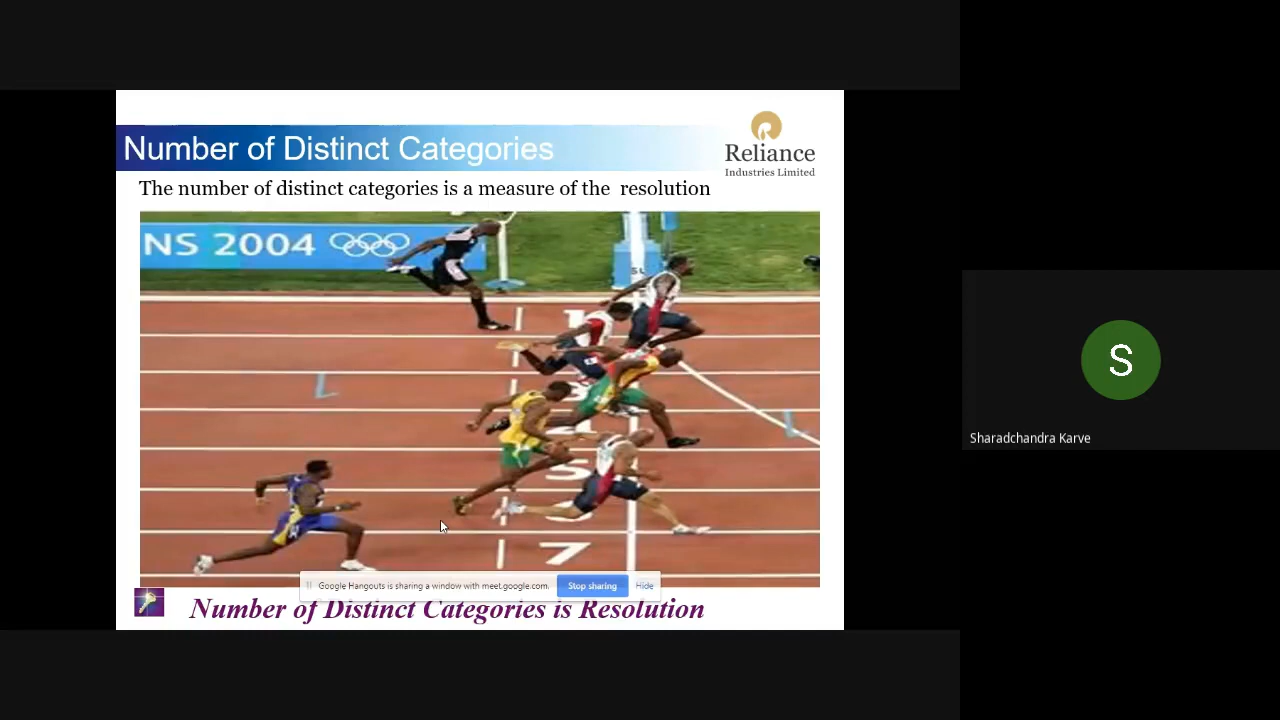 Number of Distinct Categories
Reliance
Industries Limited
The number of distinct categories is a measure of the resolution
NS 2004
1
5
7
Google Hangouts is sharing a window with meet.google.com.
Stop sharing
Hide
Number of Distinct Categories is Resolution
S
Sharadchandra Karve